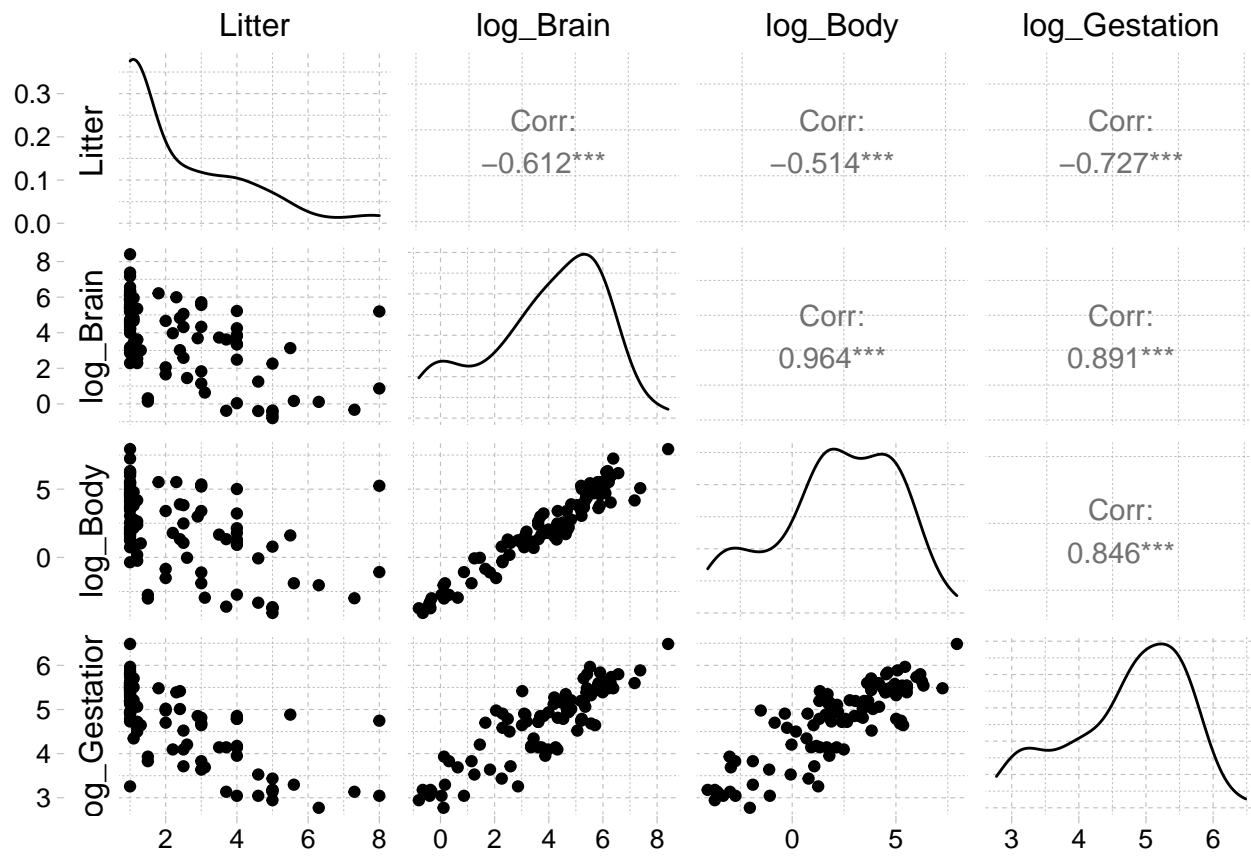 Litter log_Brain log_Body log_Gestation
Litter
0.3
0.2
0.1
0.0
Corr:
−0.612***
Corr:
−0.514***
Corr:
−0.727***
log_Brain
8
6
4
2
0
Corr:
0.964***
Corr:
0.891***
log_Body
5
0
Corr:
0.846***
og_Gestation
6
5
4
3
2 4 6 8
0 2 4 6 8
0 5
3 4 5 6